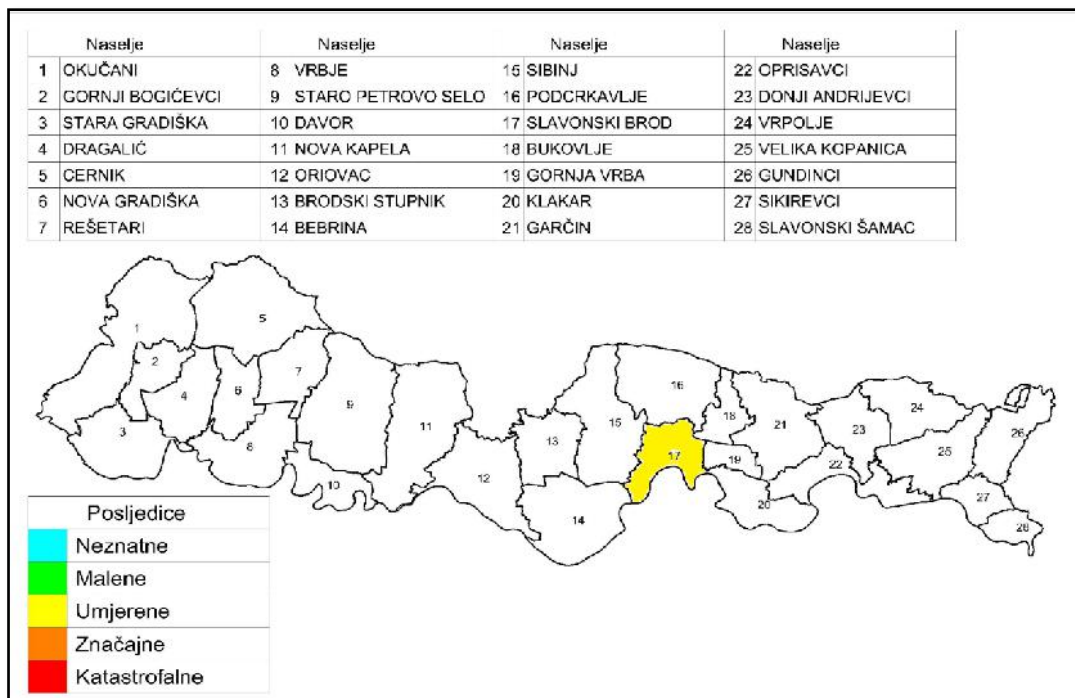 Naselje Naselje Naselje Naselje
1 OKUČANI 8 VRBJE 15 SIBINJ 22 OPRISAVCI
2 GORNJI BOGIĆEVCI 9 STARO PETROVO SELO 16 PODCRKAVLJE 23 DONJI ANDRIJEVCI
3 STARA GRADIŠKA 10 DAVOR 17 SLAVONSKI BROD 24 VRPOLJE
4 DRAGALIĆ 11 NOVA KAPELA 18 BUKOVLJE 25 VELIKA KOPANICA
5 CERNIK 12 ORIOVAC 19 GORNJA VRBA 26 GUNDINCI
6 NOVA GRADIŠKA 13 BRODSKI STUPNIK 20 KLAKAR 27 SIKIREVCI
7 REŠETARI 14 BEBRINA 21 GARČIN 28 SLAVONSKI ŠAMAC
5
1
2
7
16
4
6
9
24
18
15
11
13
21
23
26
3
8
25
17
19
22
12
10
27
20
14
28
Posljedice
Neznatne
Malene
Umjerene
Značajne
Katastrofalne